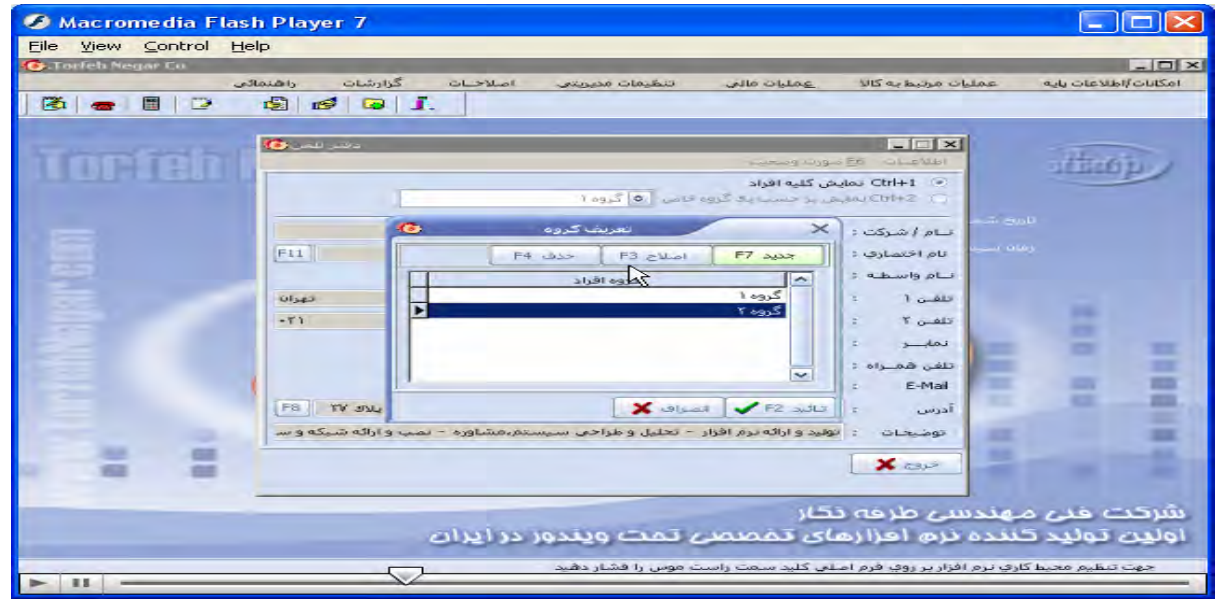 Macromedia Flash Player 7
File View Control Help
Torfeh Negar Co.
امکانات/اطلاعات پایه عملیات مرتبط به کالا عملیات مالی تنظیمات مدیریتی اصلاحات گزارشات راهنمائی
دفتر تلفن
اطلاعات F6 صورت وضعیت
Ctrl+1 نمایش کلیه افراد
Ctrl+2 نمایش بر حسب یک گروه خاص گروه ۱
نام / شرکت :
نام اختصاری :
F11
نام واسطه :
تلفن ۱ :
تهران
تلفن ۲ :
۰۲۱
نمابر :
تلفن همراه :
E-Mail :
آدرس :
پلاک ۲۷
F8
توضیحات : تولید و ارائه نرم افزار - تحلیل و طراحی سیستم،مشاوره - نصب و ارائه شبکه و س
خروج
تعریف گروه
جدید F7 اصلاح F3 حذف F4
گروه افراد
گروه ۱
گروه ۲
تائید F2 انصراف
شرکت فنی مهندسی طرفه نگار
اولین تولید کننده نرم افزارهای تخصصی تحت ویندوز در ایران
جهت تنظیم محیط کاری نرم افزار بر روی فرم اصلی کلید سمت راست موس را فشار دهید